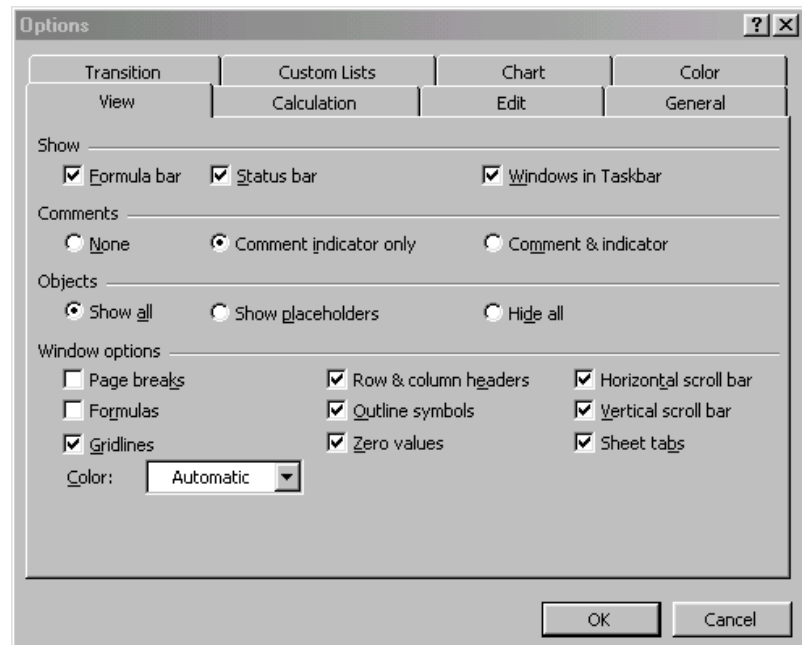 Options
Transition Custom Lists Chart Color
View Calculation Edit General
Show
Formula bar Status bar Windows in Taskbar
Comments
None Comment indicator only Comment & indicator
Objects
Show all Show placeholders Hide all
Window options
Page breaks Row & column headers Horizontal scroll bar
Formulas Outline symbols Vertical scroll bar
Gridlines Zero values Sheet tabs
Color: Automatic
OK Cancel